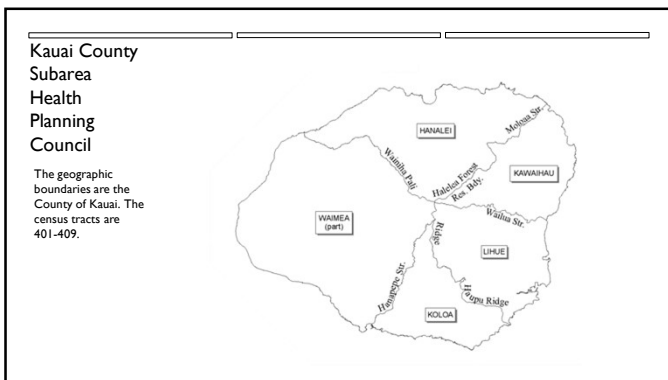 Kauai County
Subarea
Health
Planning
Council
The geographic
boundaries are the
County of Kauai. The
census tracts are
401-409.
HANALEI
Moloaa Str.
Wainiha Pali
Halelea Forest
Res. Bdy.
KAWAIHAU
WAIMEA
(part)
Wailua Str.
Ridge
LIHUE
Hanapepe Str.
Haupu Ridge
KOLOA